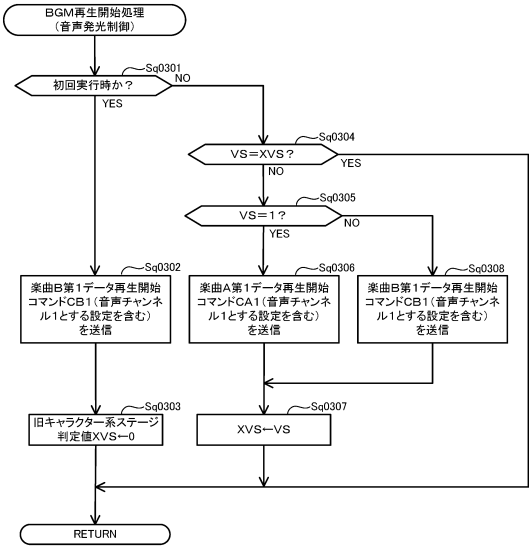 BGM再生開始処理
(音声発光制御)
Sq0301
初回実行時か？
NO
YES
Sq0304
VS＝XVS？
YES
NO
Sq0305
VS＝1？
NO
YES
Sq0302
楽曲B第1データ再生開始
コマンドCB1(音声チャンネ
ル1とする設定を含む)
を送信
Sq0306
楽曲A第1データ再生開始
コマンドCA1(音声チャンネ
ル1とする設定を含む)
を送信
Sq0308
楽曲B第1データ再生開始
コマンドCB1(音声チャンネ
ル1とする設定を含む)
を送信
Sq0303
旧キャラクター系ステージ
判定値XVS←0
Sq0307
XVS←VS
RETURN